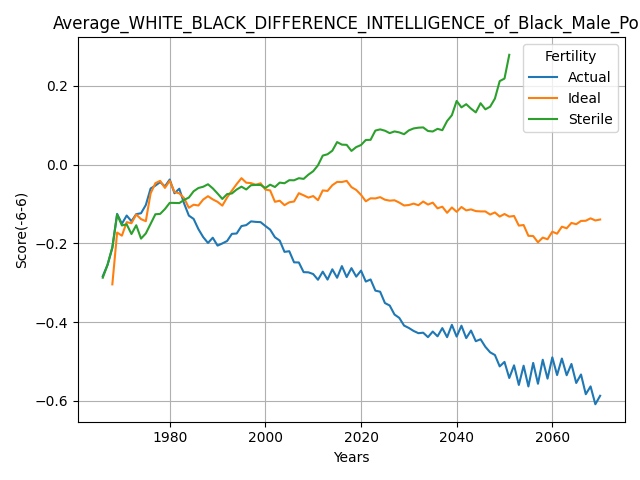 Average_WHITE_BLACK_DIFFERENCE_INTELLIGENCE_of_Black_Male_Po
Fertility
Actual
Ideal
Sterile
Score(-6-6)
0.2
0.0
−0.2
−0.4
−0.6
1980 2000 2020 2040 2060
Years